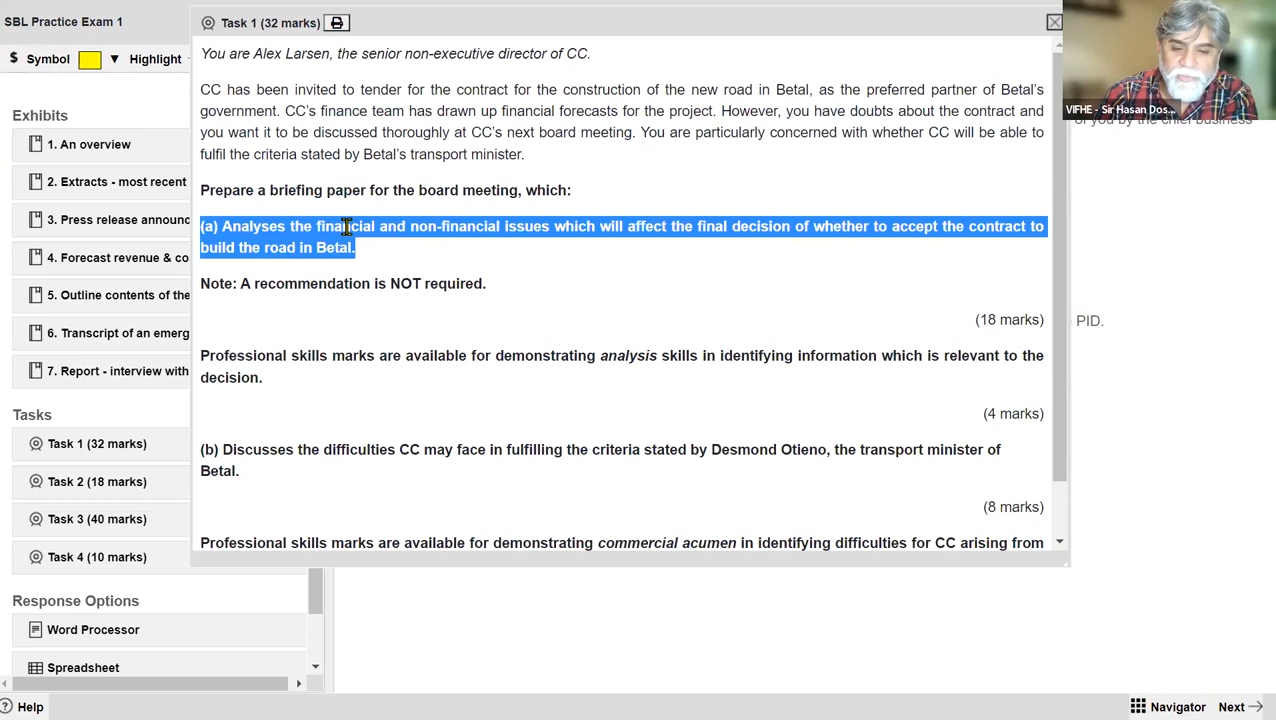 SBL Practice Exam 1
$ Symbol ▼ Highlight
Exhibits
1. An overview
2. Extracts - most recent
3. Press release announc
4. Forecast revenue & co
5. Outline contents of the
6. Transcript of an emerg
7. Report - interview with
Tasks
Task 1 (32 marks)
Task 2 (18 marks)
Task 3 (40 marks)
Task 4 (10 marks)
Response Options
Word Processor
Spreadsheet
Task 1 (32 marks)
You are Alex Larsen, the senior non-executive director of CC.
CC has been invited to tender for the contract for the construction of the new road in Betal, as the preferred partner of Betal's
government. CC's finance team has drawn up financial forecasts for the project. However, you have doubts about the contract and
you want it to be discussed thoroughly at CC's next board meeting. You are particularly concerned with whether CC will be able to
fulfil the criteria stated by Betal's transport minister.
Prepare a briefing paper for the board meeting, which:
(a) Analyses the financial and non-financial issues which will affect the final decision of whether to accept the contract to
build the road in Betal.
Note: A recommendation is NOT required.
(18 marks)
Professional skills marks are available for demonstrating analysis skills in identifying information which is relevant to the
decision.
(4 marks)
(b) Discusses the difficulties CC may face in fulfilling the criteria stated by Desmond Otieno, the transport minister of
Betal.
(8 marks)
Professional skills marks are available for demonstrating commercial acumen in identifying difficulties for CC arising from
VIFHE - Sir Hasan Dos...
of you by the chief business
PID.
Help
Navigator
Next